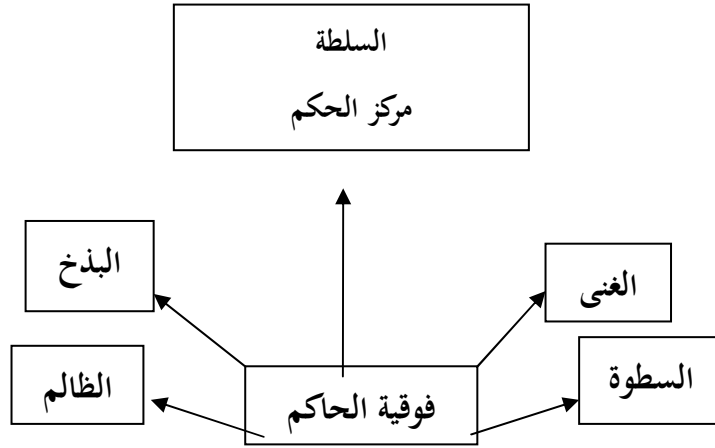 السلطة
مركز الحكم
البذخ
الغنى
الظالم
فوقية الحاكم
السطوة